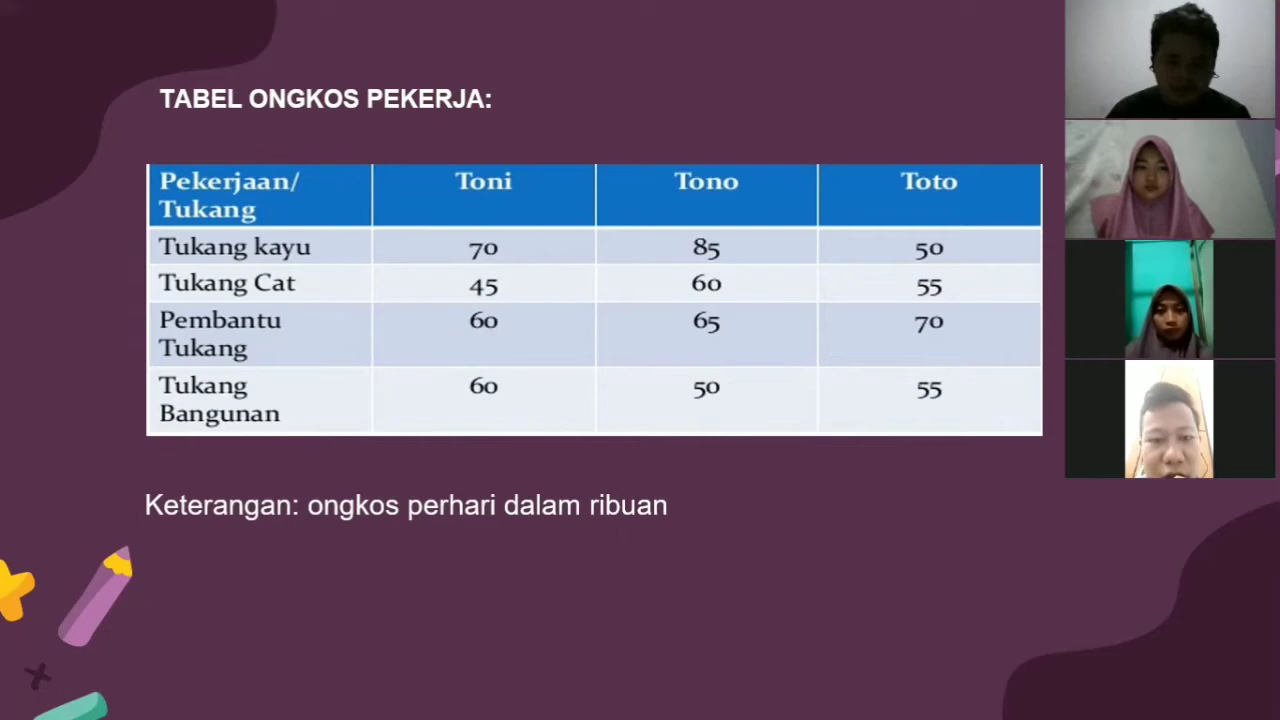 TABEL ONGKOS PEKERJA:
Pekerjaan/ Toni Tono Toto
Tukang
Tukang kayu 70 85 50
Tukang Cat 45 60 55
Pembantu 60 65 70
Tukang
Tukang 60 50 55
Bangunan
Keterangan: ongkos perhari dalam ribuan